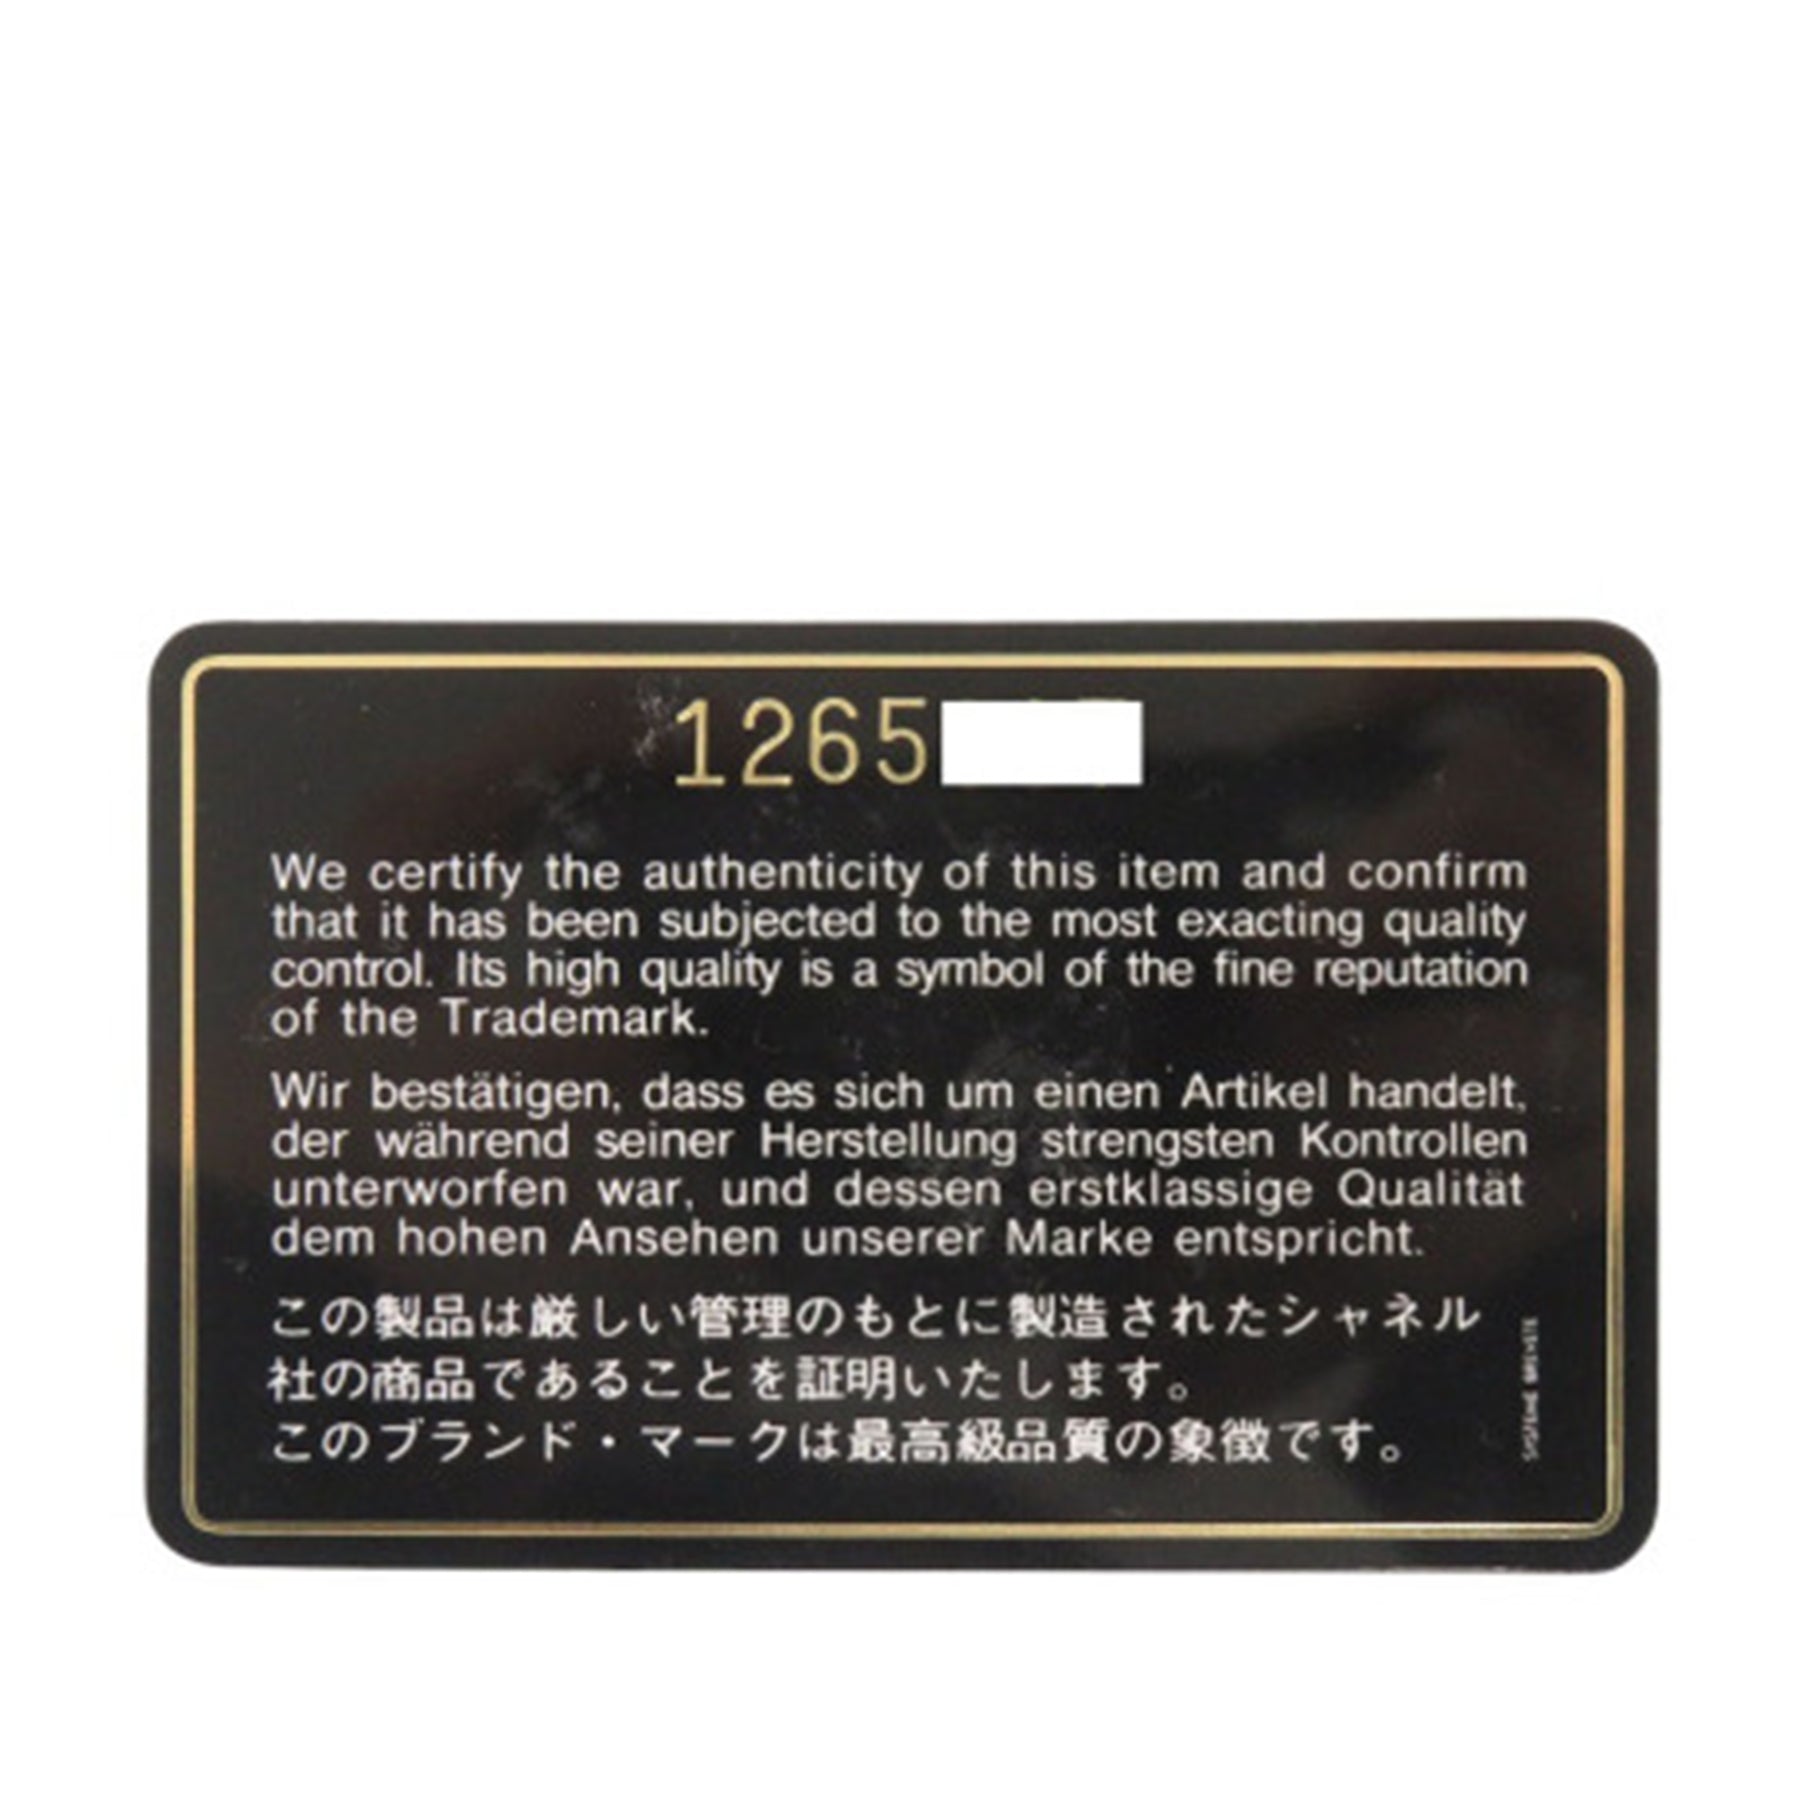 1265
We certify the authenticity of this item and confirm
that it has been subjected to the most exacting quality
control. Its high quality is a symbol of the fine reputation
of the Trademark.
Wir bestätigen, dass es sich um einen Artikel handelt,
der während seiner Herstellung strengsten Kontrollen
unterworfen war, und dessen erstklassige Qualität
dem hohen Ansehen unserer Marke entspricht.
この製品は厳しい管理のもとに製造されたシャネル
社の商品であることを証明いたします。
このブランド・マークは最高級品質の象徴です。
SYSTEME BREVETE